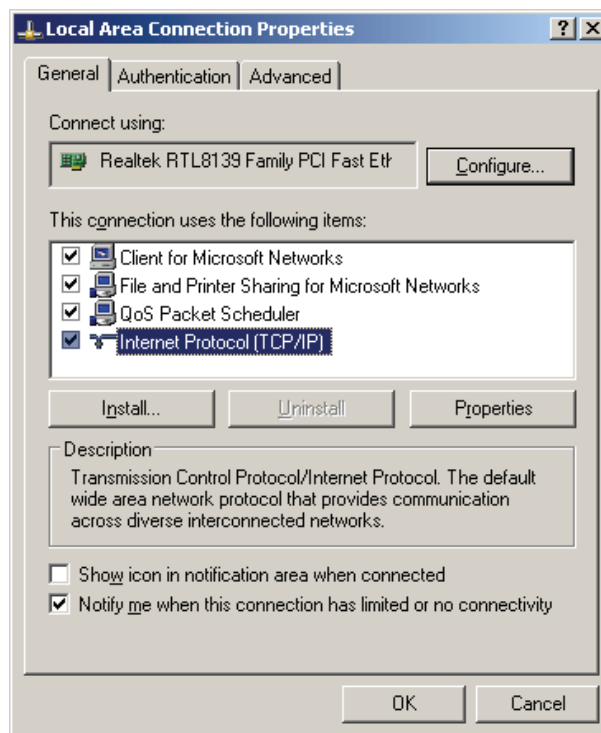 Local Area Connection Properties
General Authentication Advanced
Connect using:
Realtek RTL8139 Family PCI Fast Eth
Configure...
This connection uses the following items:
Client for Microsoft Networks
File and Printer Sharing for Microsoft Networks
QoS Packet Scheduler
Internet Protocol (TCP/IP)
Install... Uninstall Properties
Description
Transmission Control Protocol/Internet Protocol. The default
wide area network protocol that provides communication
across diverse interconnected networks.
Show icon in notification area when connected
Notify me when this connection has limited or no connectivity
OK Cancel